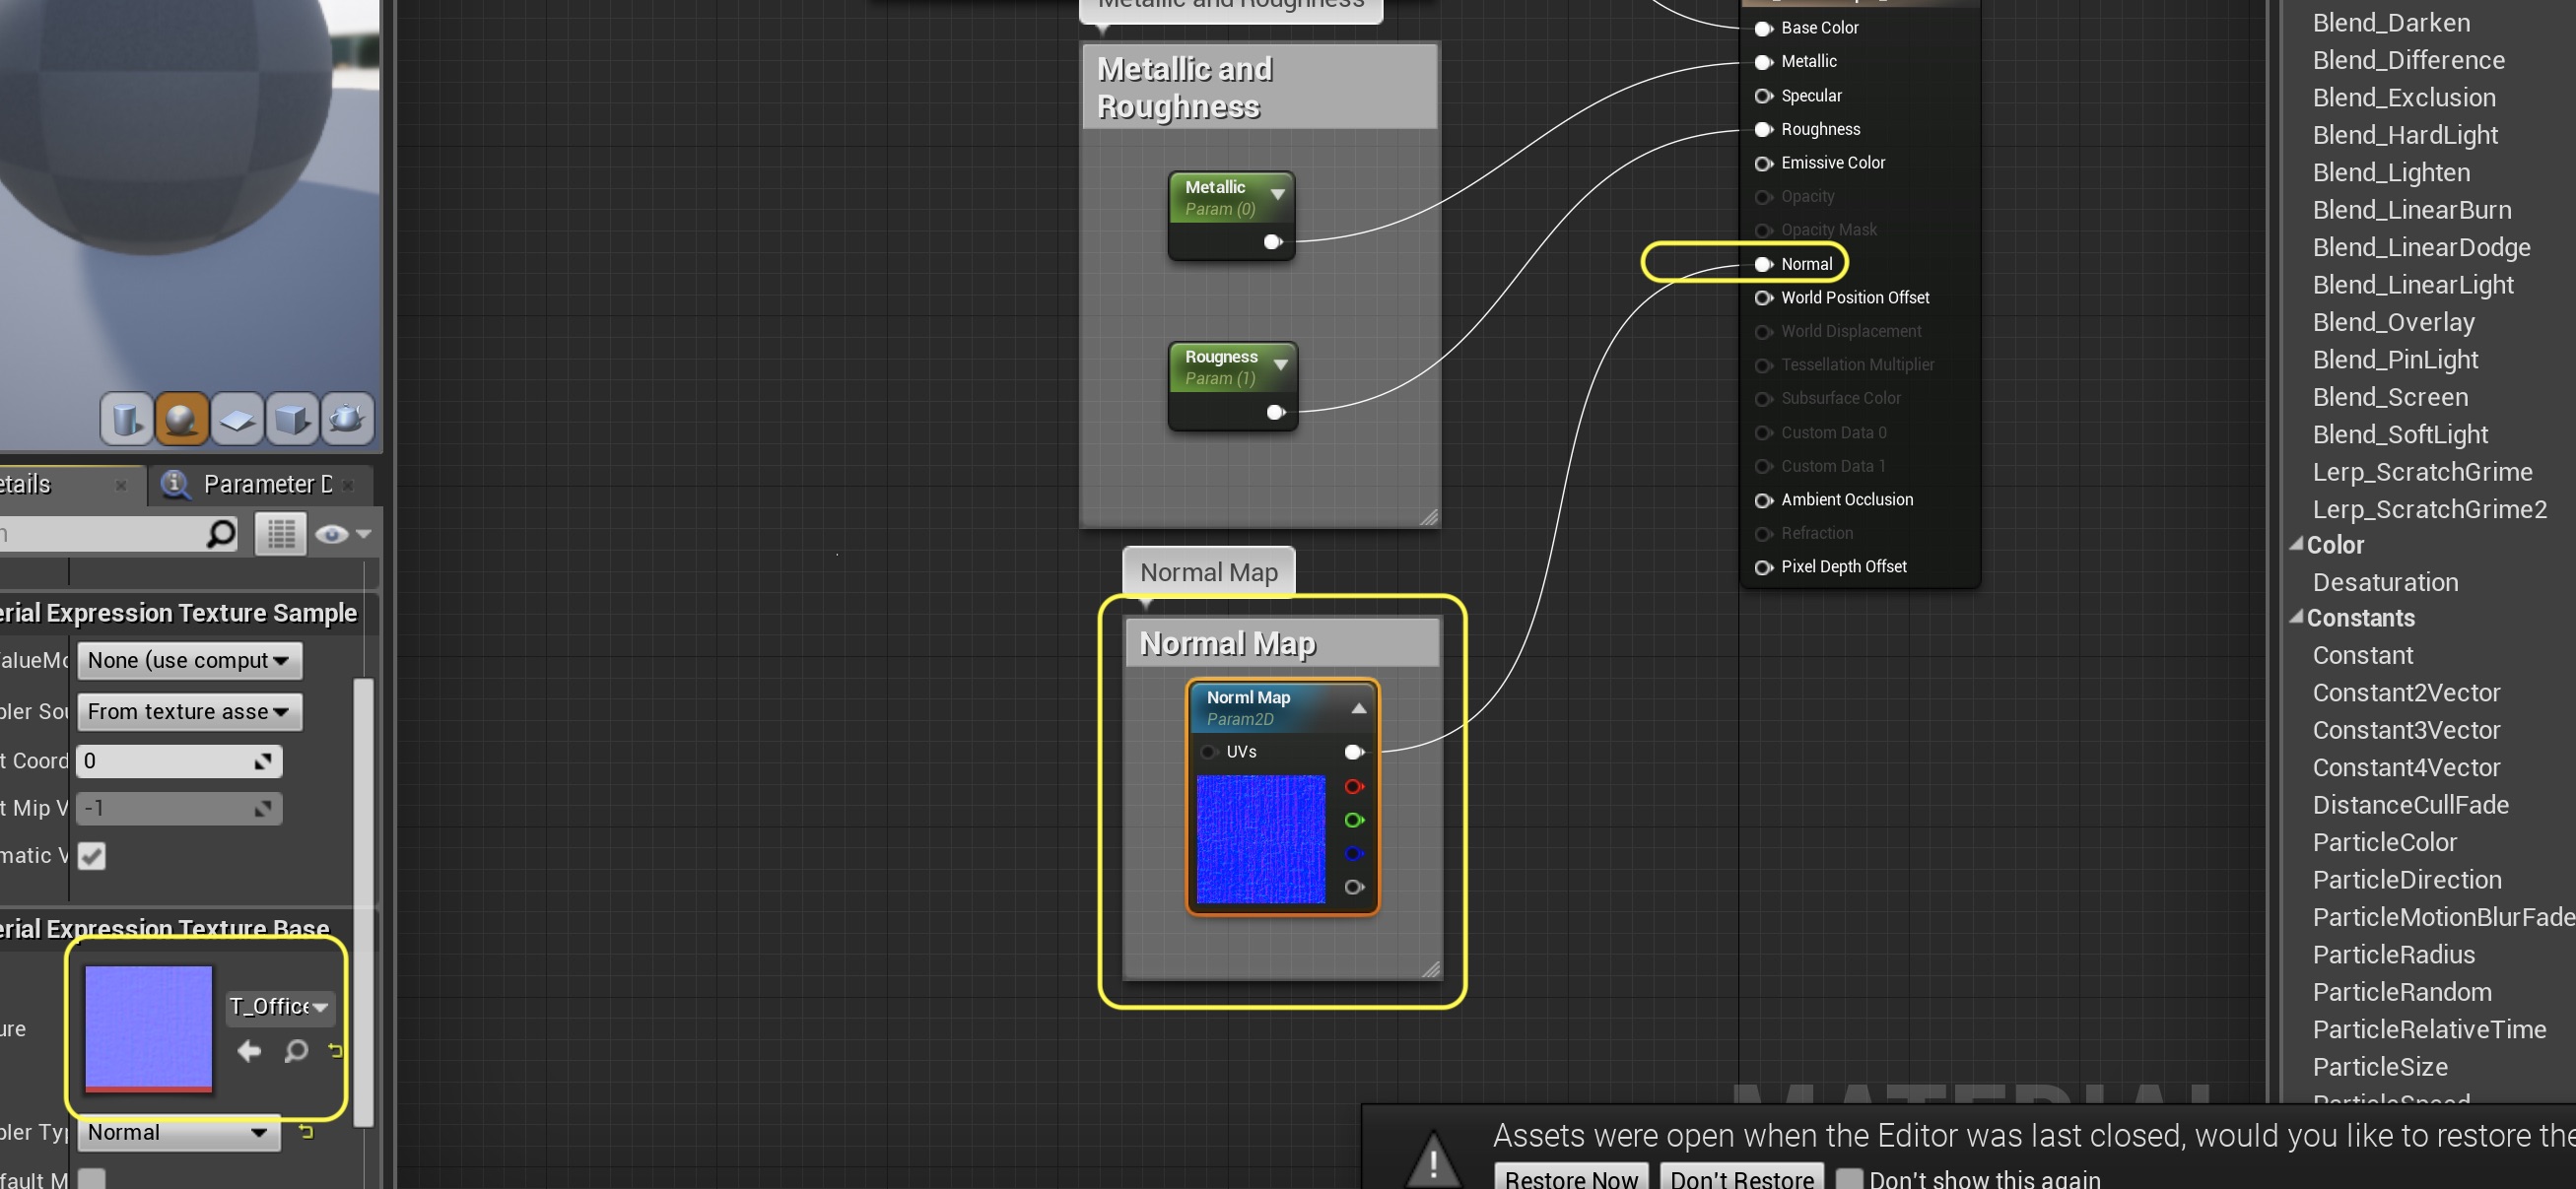 Metallic and Roughness
Metallic and
Roughness
Metallic
Param (0)
Rougness
Param (1)
Normal Map
Normal Map
Norml Map
Param2D
UVs
Base Color
Metallic
Specular
Roughness
Emissive Color
Opacity
Opacity Mask
Normal
World Position Offset
World Displacement
Tessellation Multiplier
Subsurface Color
Custom Data 0
Custom Data 1
Ambient Occlusion
Refraction
Pixel Depth Offset
etails
Parameter D
erial Expression Texture Sample
alueMo
None (use comput
pler Sou
From texture asse
t Coord
0
t Mip V
-1
matic V
erial Expression Texture Base
ure
T_Office
pler Typ
Normal
fault M
Blend_Darken
Blend_Difference
Blend_Exclusion
Blend_HardLight
Blend_Lighten
Blend_LinearBurn
Blend_LinearDodge
Blend_LinearLight
Blend_Overlay
Blend_PinLight
Blend_Screen
Blend_SoftLight
Lerp_ScratchGrime
Lerp_ScratchGrime2
Color
Desaturation
Constants
Constant
Constant2Vector
Constant3Vector
Constant4Vector
DistanceCullFade
ParticleColor
ParticleDirection
ParticleMotionBlurFade
ParticleRadius
ParticleRandom
ParticleRelativeTime
ParticleSize
ParticleSpeed
MATERIAL
Assets were open when the Editor was last closed, would you like to restore the
Restore Now
Don't Restore
Don't show this again